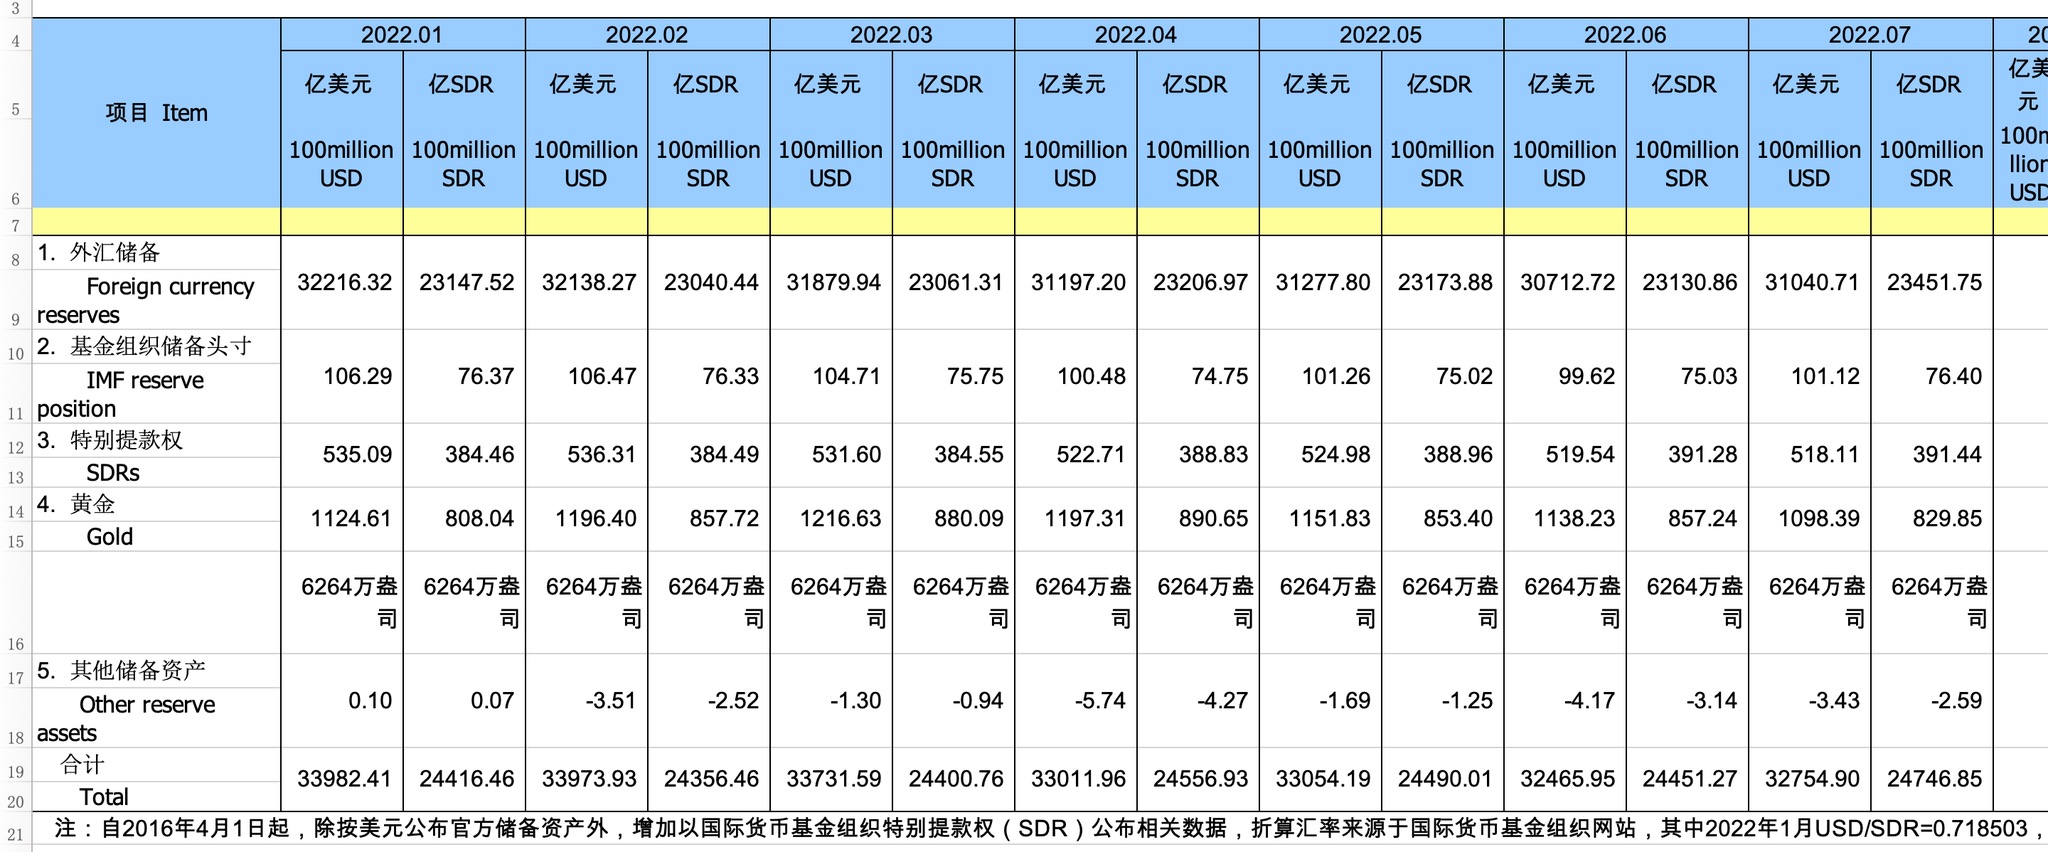 3
4
5
6
7
8
9
10
11
12
13
14
15
16
17
18
19
20
21
项目 Item
2022.01 2022.02 2022.03 2022.04 2022.05 2022.06 2022.07 20
亿美元 亿SDR 亿美元 亿SDR 亿美元 亿SDR 亿美元 亿SDR 亿美元 亿SDR 亿美元 亿SDR 亿美元 亿SDR 亿美
元
100million 100million 100million 100million 100million 100million 100million 100million 100million 100million 100million 100million 100million 100million 100m
llion
USD SDR USD SDR USD SDR USD SDR USD SDR USD SDR USD SDR USD
1. 外汇储备
Foreign currency
reserves
32216.32 23147.52 32138.27 23040.44 31879.94 23061.31 31197.20 23206.97 31277.80 23173.88 30712.72 23130.86 31040.71 23451.75
2. 基金组织储备头寸
IMF reserve
position
106.29 76.37 106.47 76.33 104.71 75.75 100.48 74.75 101.26 75.02 99.62 75.03 101.12 76.40
3. 特别提款权
SDRs
535.09 384.46 536.31 384.49 531.60 384.55 522.71 388.83 524.98 388.96 519.54 391.28 518.11 391.44
4. 黄金
Gold
1124.61 808.04 1196.40 857.72 1216.63 880.09 1197.31 890.65 1151.83 853.40 1138.23 857.24 1098.39 829.85
6264万盎 6264万盎 6264万盎 6264万盎 6264万盎 6264万盎 6264万盎 6264万盎 6264万盎 6264万盎 6264万盎 6264万盎 6264万盎 6264万盎
司 司 司 司 司 司 司 司 司 司 司 司 司 司
5. 其他储备资产
Other reserve
assets
0.10 0.07 -3.51 -2.52 -1.30 -0.94 -5.74 -4.27 -1.69 -1.25 -4.17 -3.14 -3.43 -2.59
合计
Total
33982.41 24416.46 33973.93 24356.46 33731.59 24400.76 33011.96 24556.93 33054.19 24490.01 32465.95 24451.27 32754.90 24746.85
注：自2016年4月1日起，除按美元公布官方储备资产外，增加以国际货币基金组织特别提款权（SDR）公布相关数据，折算汇率来源于国际货币基金组织网站，其中2022年1月USD/SDR=0.718503，